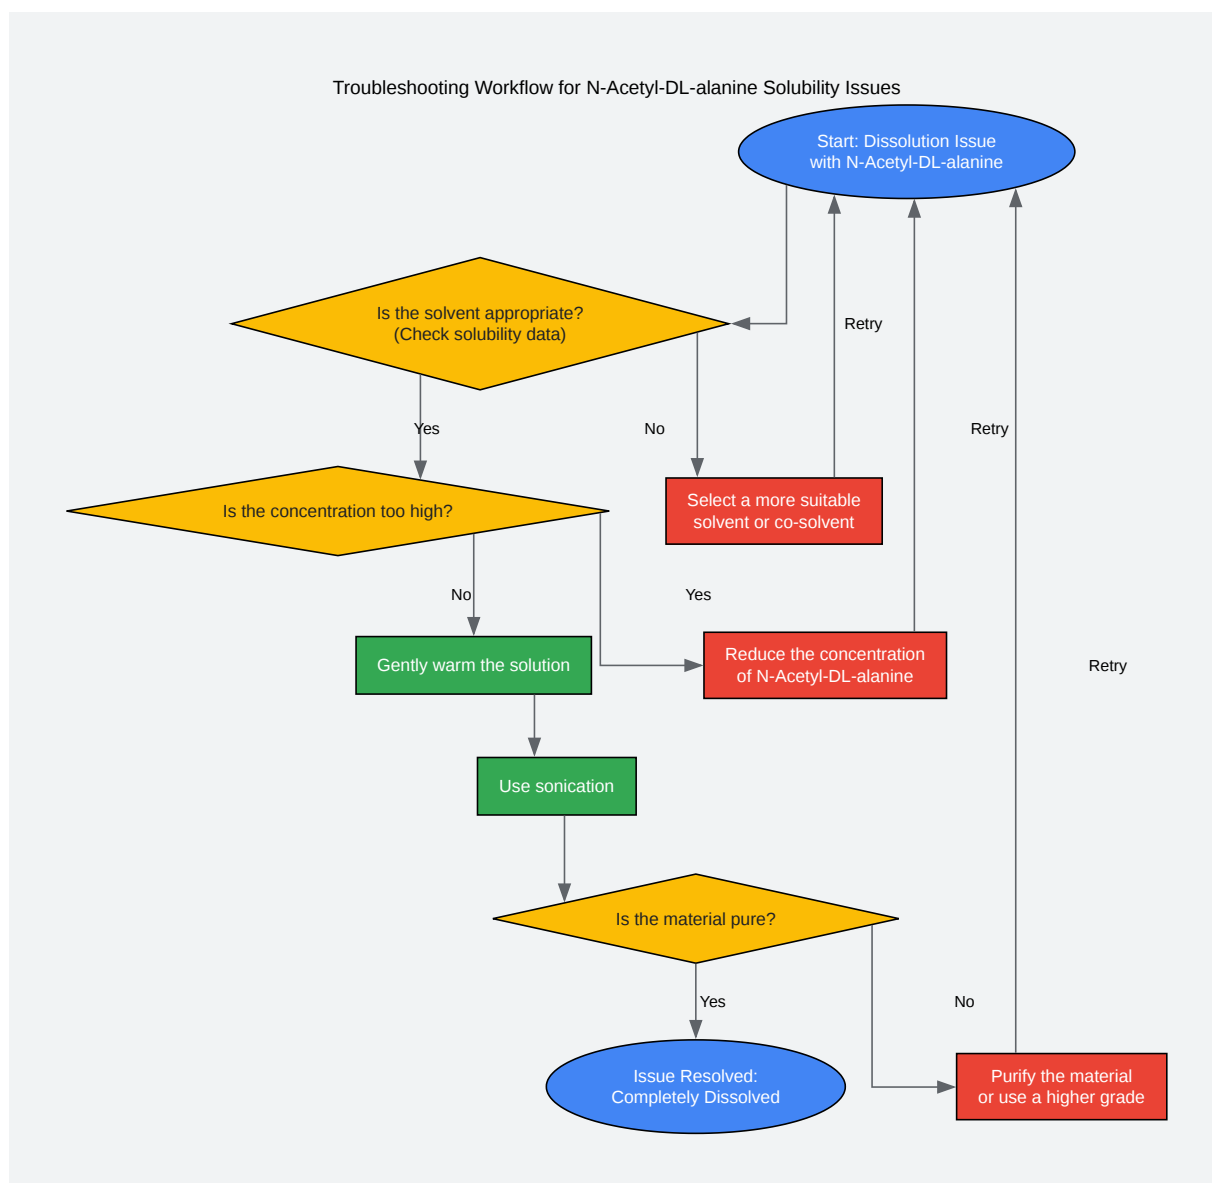 Troubleshooting Workflow for N-Acetyl-DL-alanine Solubility Issues
Start: Dissolution Issue
with N-Acetyl-DL-alanine
Is the solvent appropriate?
(Check solubility data)
Retry
Yes
No
Retry
Is the concentration too high?
Select a more suitable
solvent or co-solvent
No
Yes
Gently warm the solution
Reduce the concentration
of N-Acetyl-DL-alanine
Retry
Use sonication
Is the material pure?
Yes
No
Issue Resolved:
Completely Dissolved
Purify the material
or use a higher grade